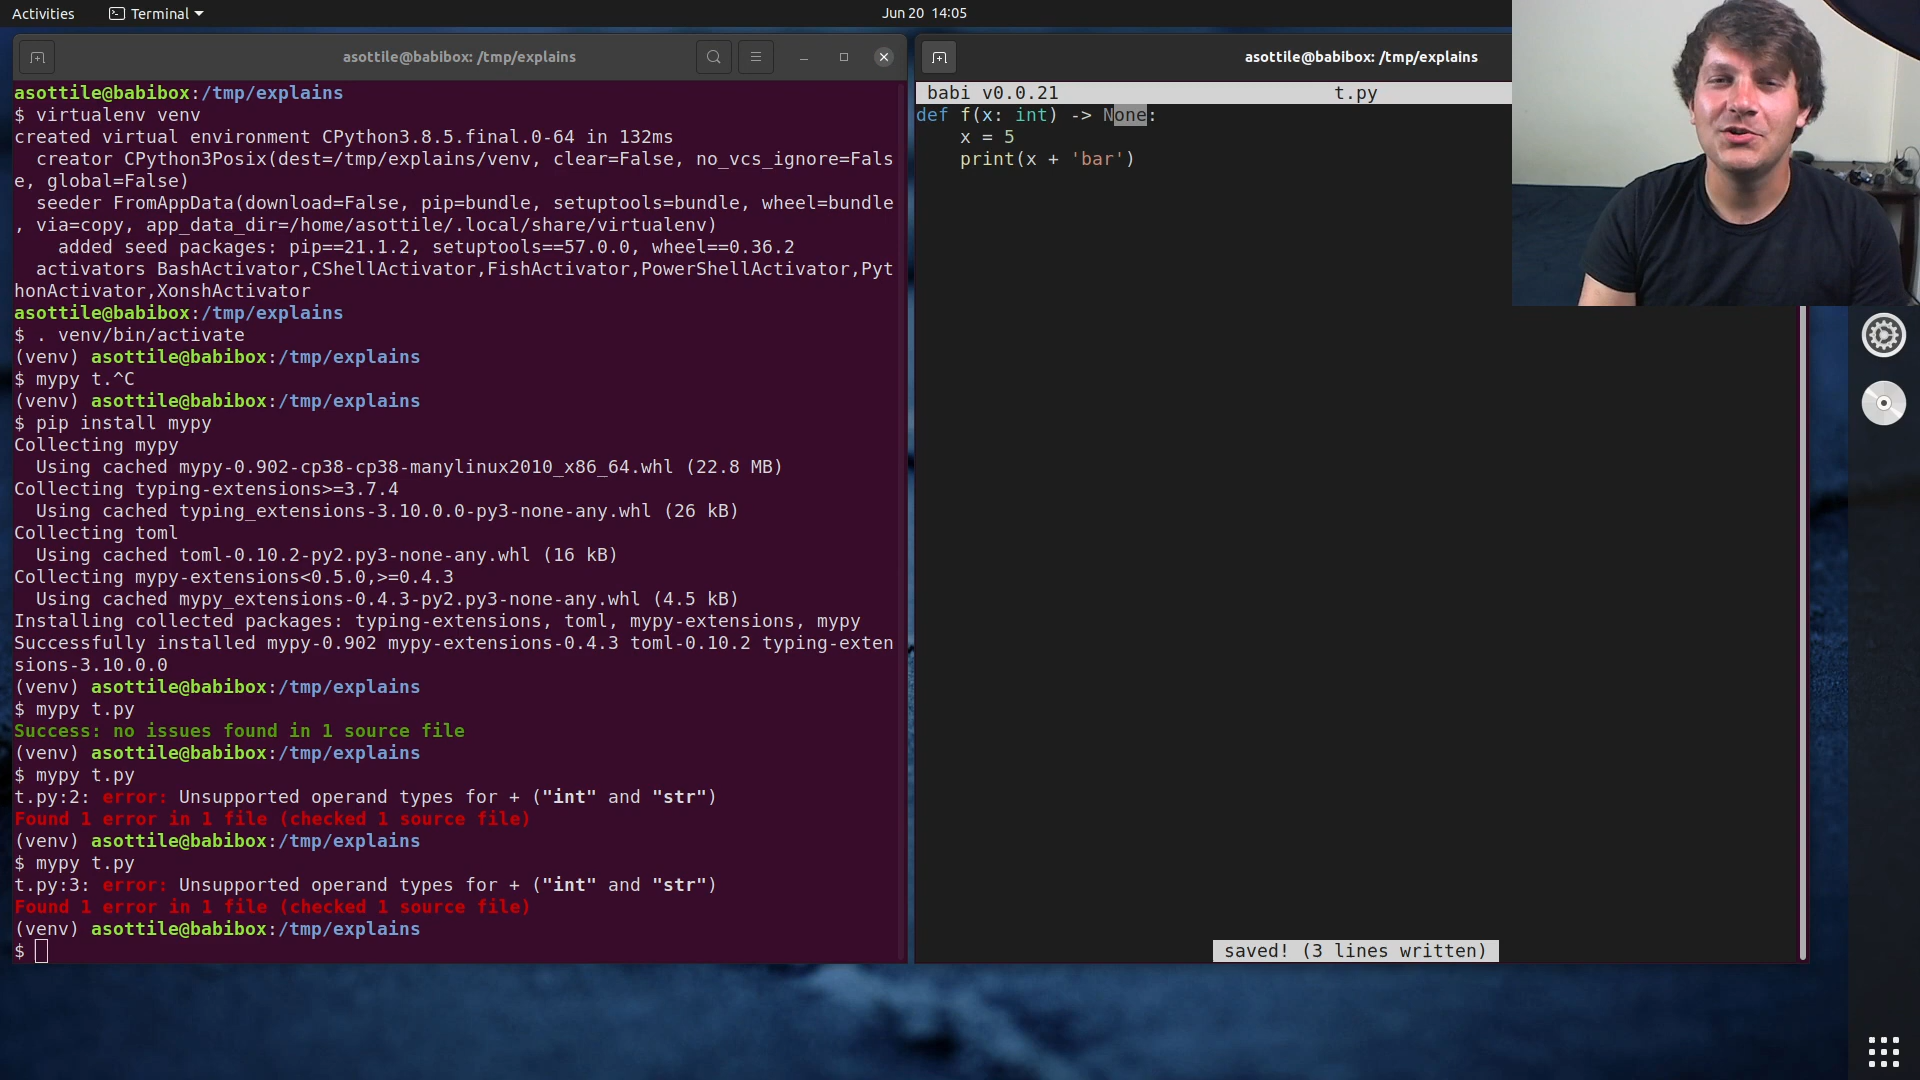 Activities
Terminal
Jun 20 14:05
asottile@babibox: /tmp/explains
asottile@babibox:/tmp/explains
$ virtualenv venv
created virtual environment CPython3.8.5.final.0-64 in 132ms
  creator CPython3Posix(dest=/tmp/explains/venv, clear=False, no_vcs_ignore=Fals
e, global=False)
  seeder FromAppData(download=False, pip=bundle, setuptools=bundle, wheel=bundle
, via=copy, app_data_dir=/home/asottile/.local/share/virtualenv)
    added seed packages: pip==21.1.2, setuptools==57.0.0, wheel==0.36.2
  activators BashActivator,CShellActivator,FishActivator,PowerShellActivator,Pyt
honActivator,XonshActivator
asottile@babibox:/tmp/explains
$ . venv/bin/activate
(venv) asottile@babibox:/tmp/explains
$ mypy t.^C
(venv) asottile@babibox:/tmp/explains
$ pip install mypy
Collecting mypy
  Using cached mypy-0.902-cp38-cp38-manylinux2010_x86_64.whl (22.8 MB)
Collecting typing-extensions>=3.7.4
  Using cached typing_extensions-3.10.0.0-py3-none-any.whl (26 kB)
Collecting toml
  Using cached toml-0.10.2-py2.py3-none-any.whl (16 kB)
Collecting mypy-extensions<0.5.0,>=0.4.3
  Using cached mypy_extensions-0.4.3-py2.py3-none-any.whl (4.5 kB)
Installing collected packages: typing-extensions, toml, mypy-extensions, mypy
Successfully installed mypy-0.902 mypy-extensions-0.4.3 toml-0.10.2 typing-exten
sions-3.10.0.0
(venv) asottile@babibox:/tmp/explains
$ mypy t.py
Success: no issues found in 1 source file
(venv) asottile@babibox:/tmp/explains
$ mypy t.py
t.py:2: error: Unsupported operand types for + ("int" and "str")
Found 1 error in 1 file (checked 1 source file)
(venv) asottile@babibox:/tmp/explains
$ mypy t.py
t.py:3: error: Unsupported operand types for + ("int" and "str")
Found 1 error in 1 file (checked 1 source file)
(venv) asottile@babibox:/tmp/explains
$
asottile@babibox: /tmp/explains
babi v0.0.21 t.py
def f(x: int) -> None:
    x = 5
    print(x + 'bar')
saved! (3 lines written)